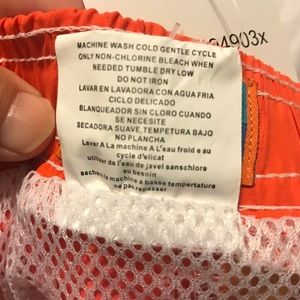 84903x
MACHINE WASH COLD GENTLE CYCLE
ONLY NON-CHLORINE BLEACH WHEN
NEEDED TUMBLE DRY LOW
DO NOT IRON
LAVAR EN LAVADORA CON AGUA FRIA
CICLO DELICADO
BLANQUEADOR SIN CLORO CUANDO
SE NECESITE
SECADORA SUAVE, TEMPETURA BAJO
NO PLANCHA
Laver A La machine A L'eau froid e au
cycle d'elicat
utiliser de l'eau de javel sanschlore
au besoin
secher la machine à basse temperature
ne pas repasser